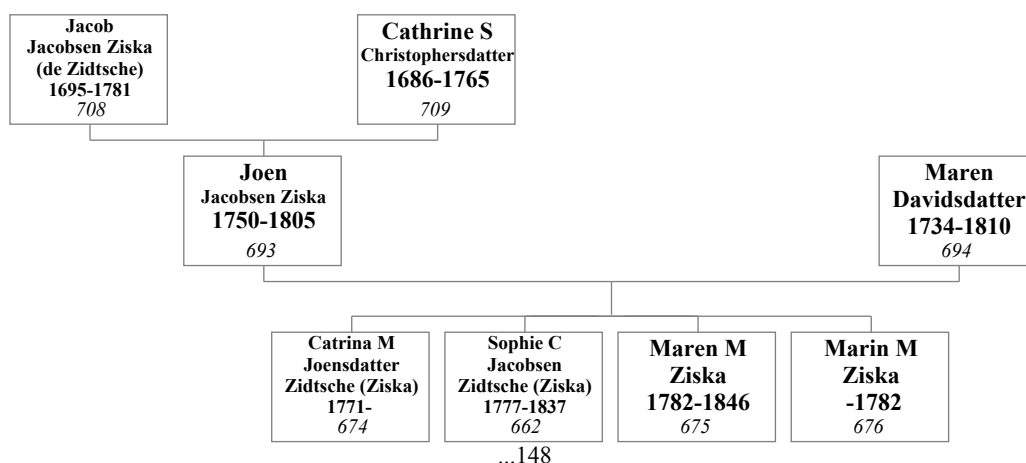 Jacob
Jacobsen Ziska
(de Zidtsche)
1695-1781
708
Cathrine S
Christophersdatter
1686-1765
709
Joen
Jacobsen Ziska
1750-1805
693
Maren
Davidsdatter
1734-1810
694
Catrina M
Joensdatter
Zidtsche (Ziska)
1771-
674
Sophie C
Jacobsen
Zidtsche (Ziska)
1777-1837
662
Maren M
Ziska
1782-1846
675
Marin M
Ziska
-1782
676
...148